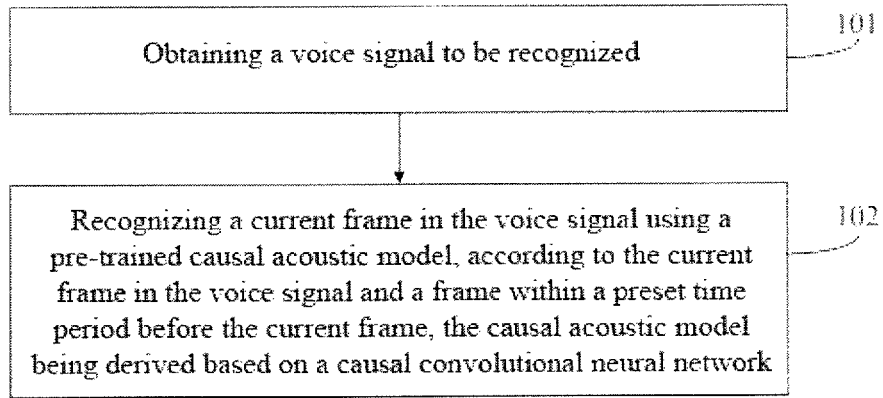 Obtaining a voice signal to be recognized
101
Recognizing a current frame in the voice signal using a
pre-trained causal acoustic model, according to the current
frame in the voice signal and a frame within a preset time
period before the current frame, the causal acoustic model
being derived based on a causal convolutional neural network
102